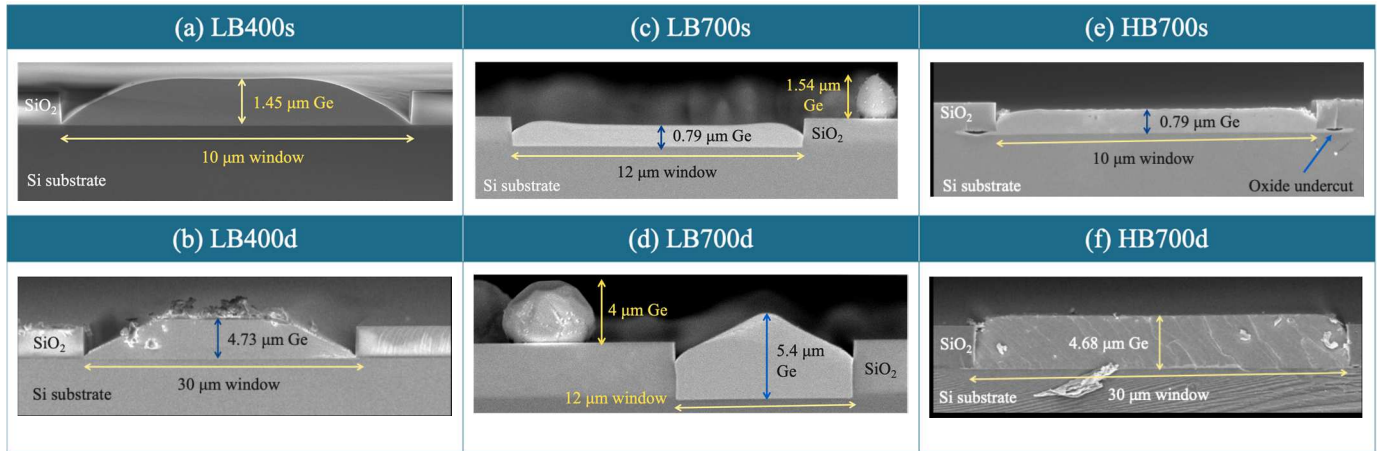 (a) LB400s
(c) LB700s
(e) HB700s
SiO2
1.45 μm Ge
10 μm window
Si substrate
1.54 μm
Ge
0.79 μm Ge
SiO2
12 μm window
Si substrate
SiO2
0.79 μm Ge
10 μm window
Oxide undercut
Si substrate
(b) LB400d
(d) LB700d
(f) HB700d
SiO2
4.73 μm Ge
30 μm window
Si substrate
4 μm Ge
5.4 μm
Ge
SiO2
12 μm window
SiO2
4.68 μm Ge
30 μm window
Si substrate